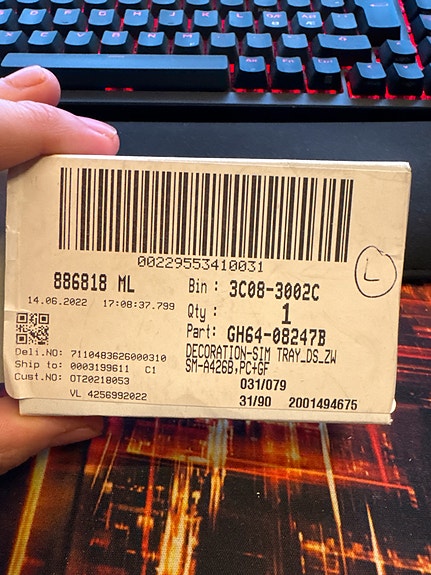 00229553410031
886818 ML
Bin : 3C08-3002C
L
14.06.2022 17:08:37.799
Qty : 1
Part: GH64-08247B
Deli.NO: 7110483626000310
DECORATION-SIM TRAY_DS_ZW
Ship to: 0003199611 C1
SM-A426B,PC+GF
Cust.NO: OT20218053
031/079
VL 4256992022
31/90 2001494675